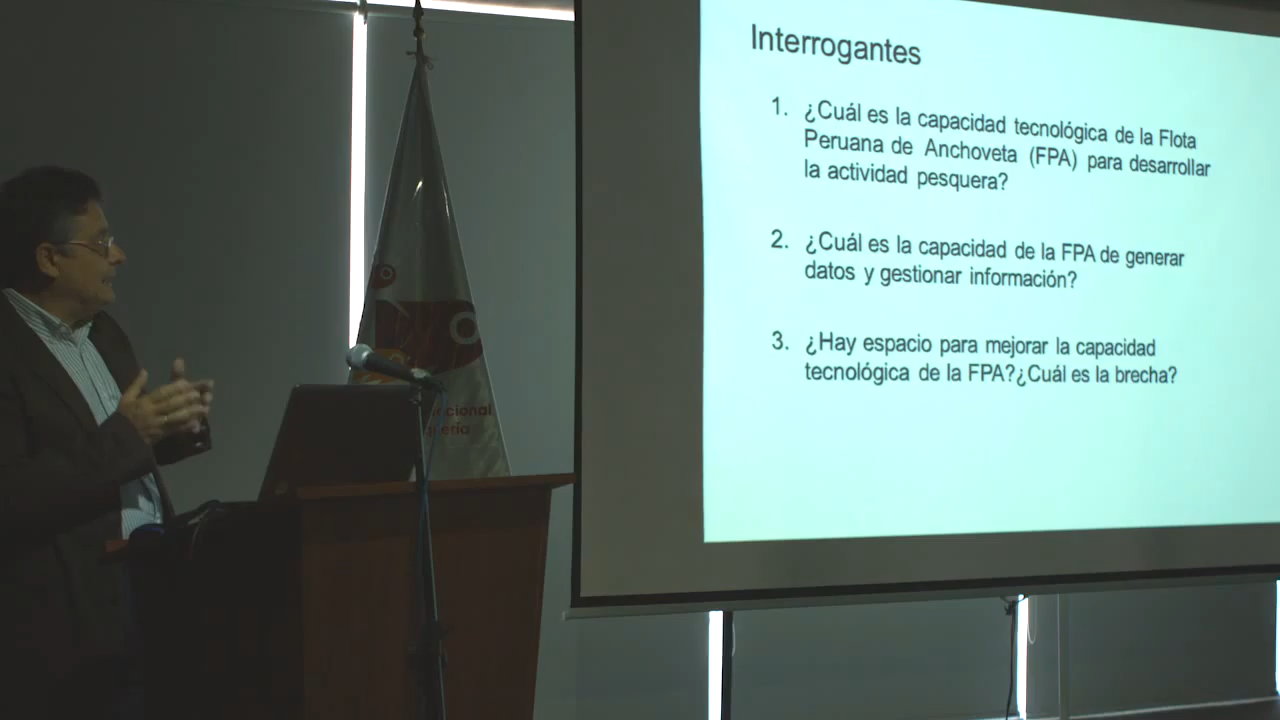 Interrogantes
1. ¿Cuál es la capacidad tecnológica de la Flota
Peruana de Anchoveta (FPA) para desarrollar
la actividad pesquera?
2. ¿Cuál es la capacidad de la FPA de generar
datos y gestionar información?
3. ¿Hay espacio para mejorar la capacidad
tecnológica de la FPA?¿Cuál es la brecha?